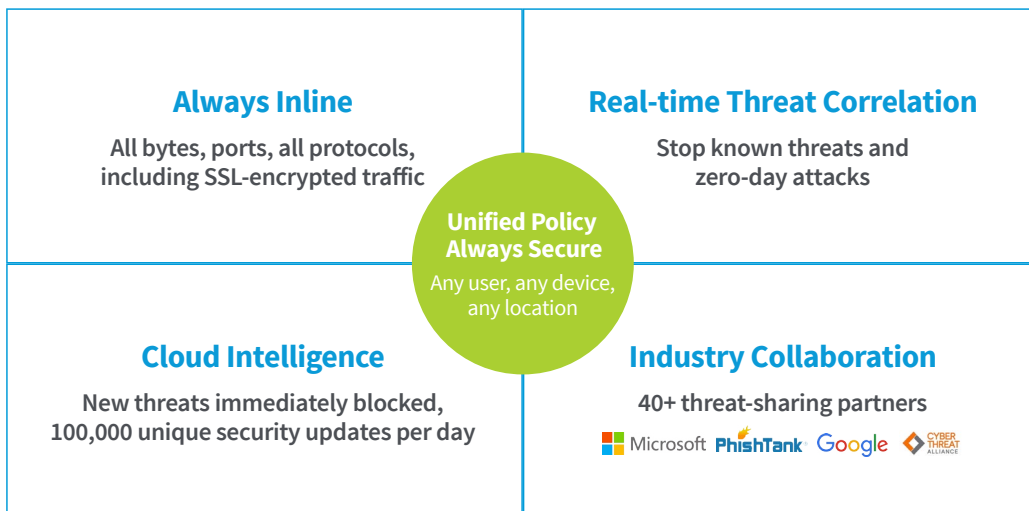 Always Inline
All bytes, ports, all protocols,
including SSL-encrypted traffic
Real-time Threat Correlation
Stop known threats and
zero-day attacks
Unified Policy
Always Secure
Any user, any device,
any location
Cloud Intelligence
New threats immediately blocked,
100,000 unique security updates per day
Industry Collaboration
40+ threat-sharing partners
Microsoft PhishTank Google CYBER
THREAT
ALLIANCE